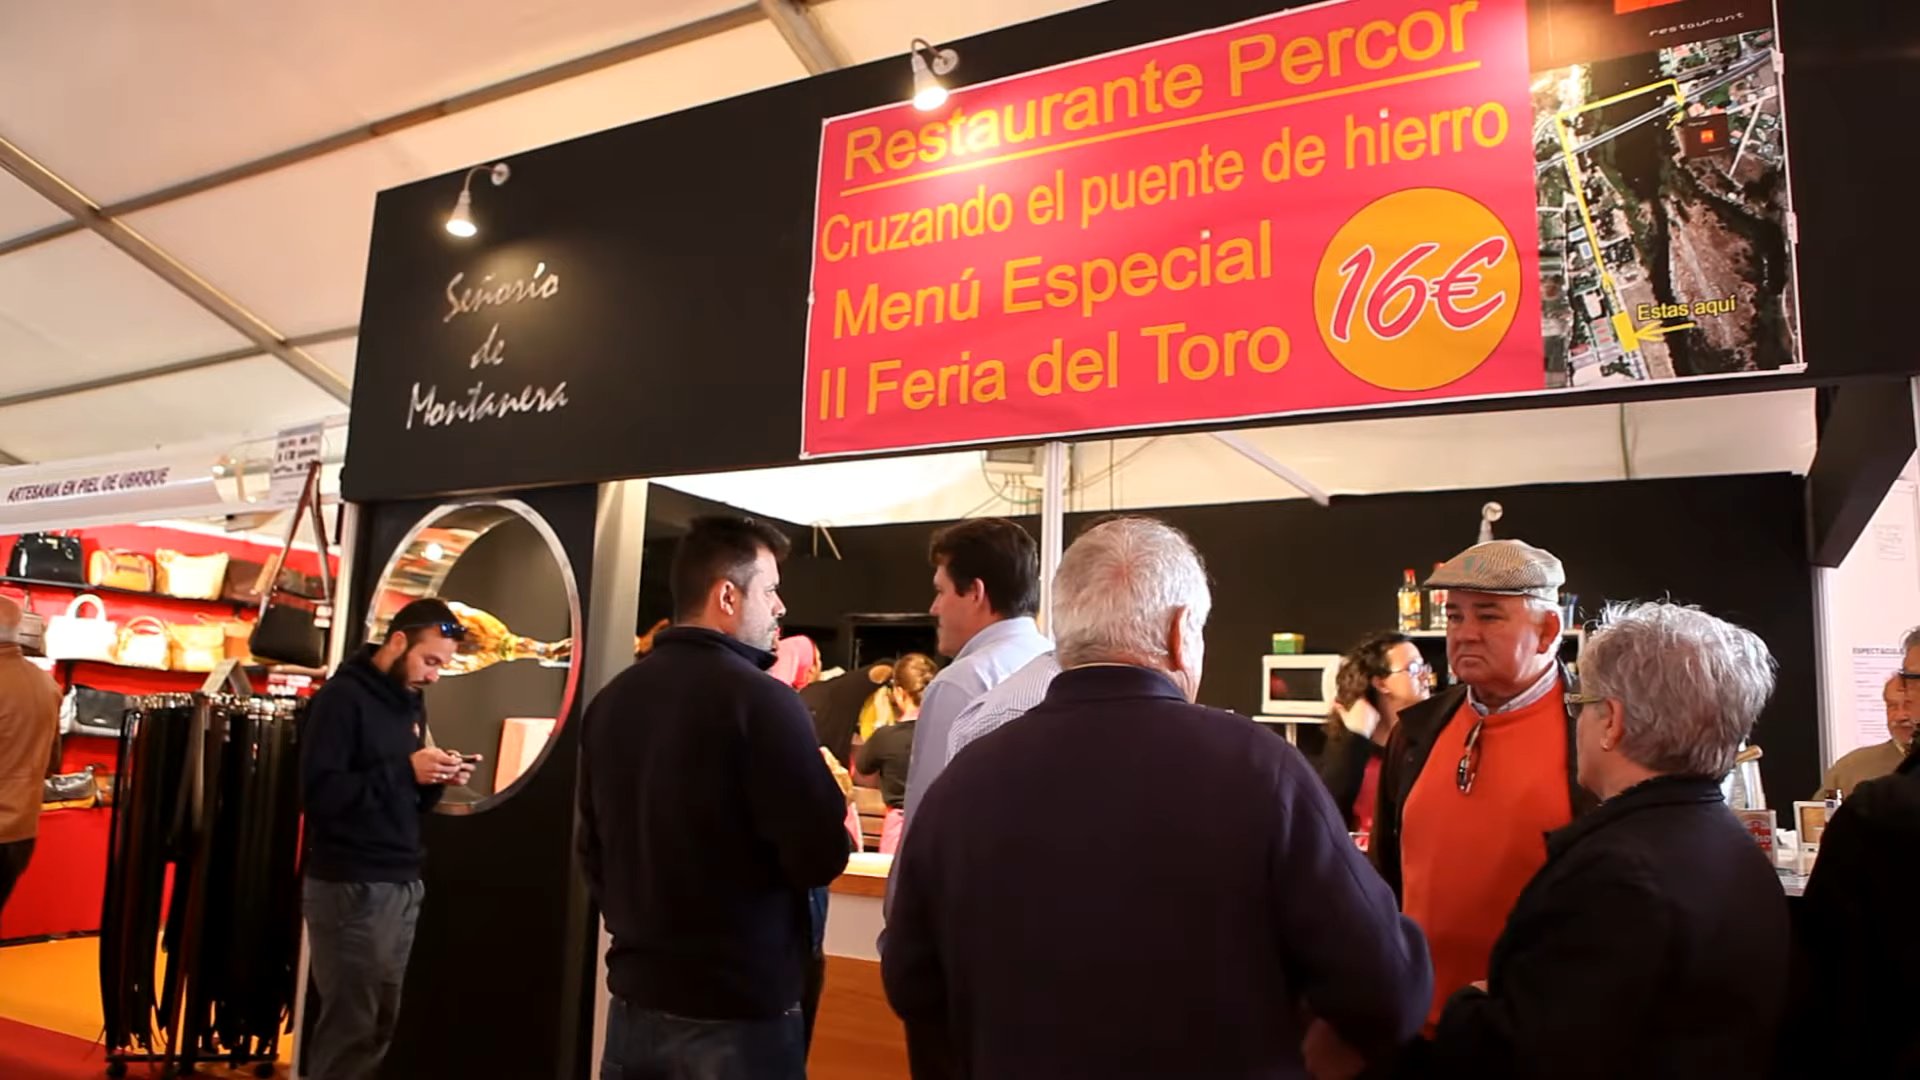 Restaurante Percor
Cruzando el puente de hierro
Menú Especial
II Feria del Toro
16€
restaurant
Estas aquí
Señorío
de
Montanera
ARTESANIA EN PIEL DE UBRIQUE